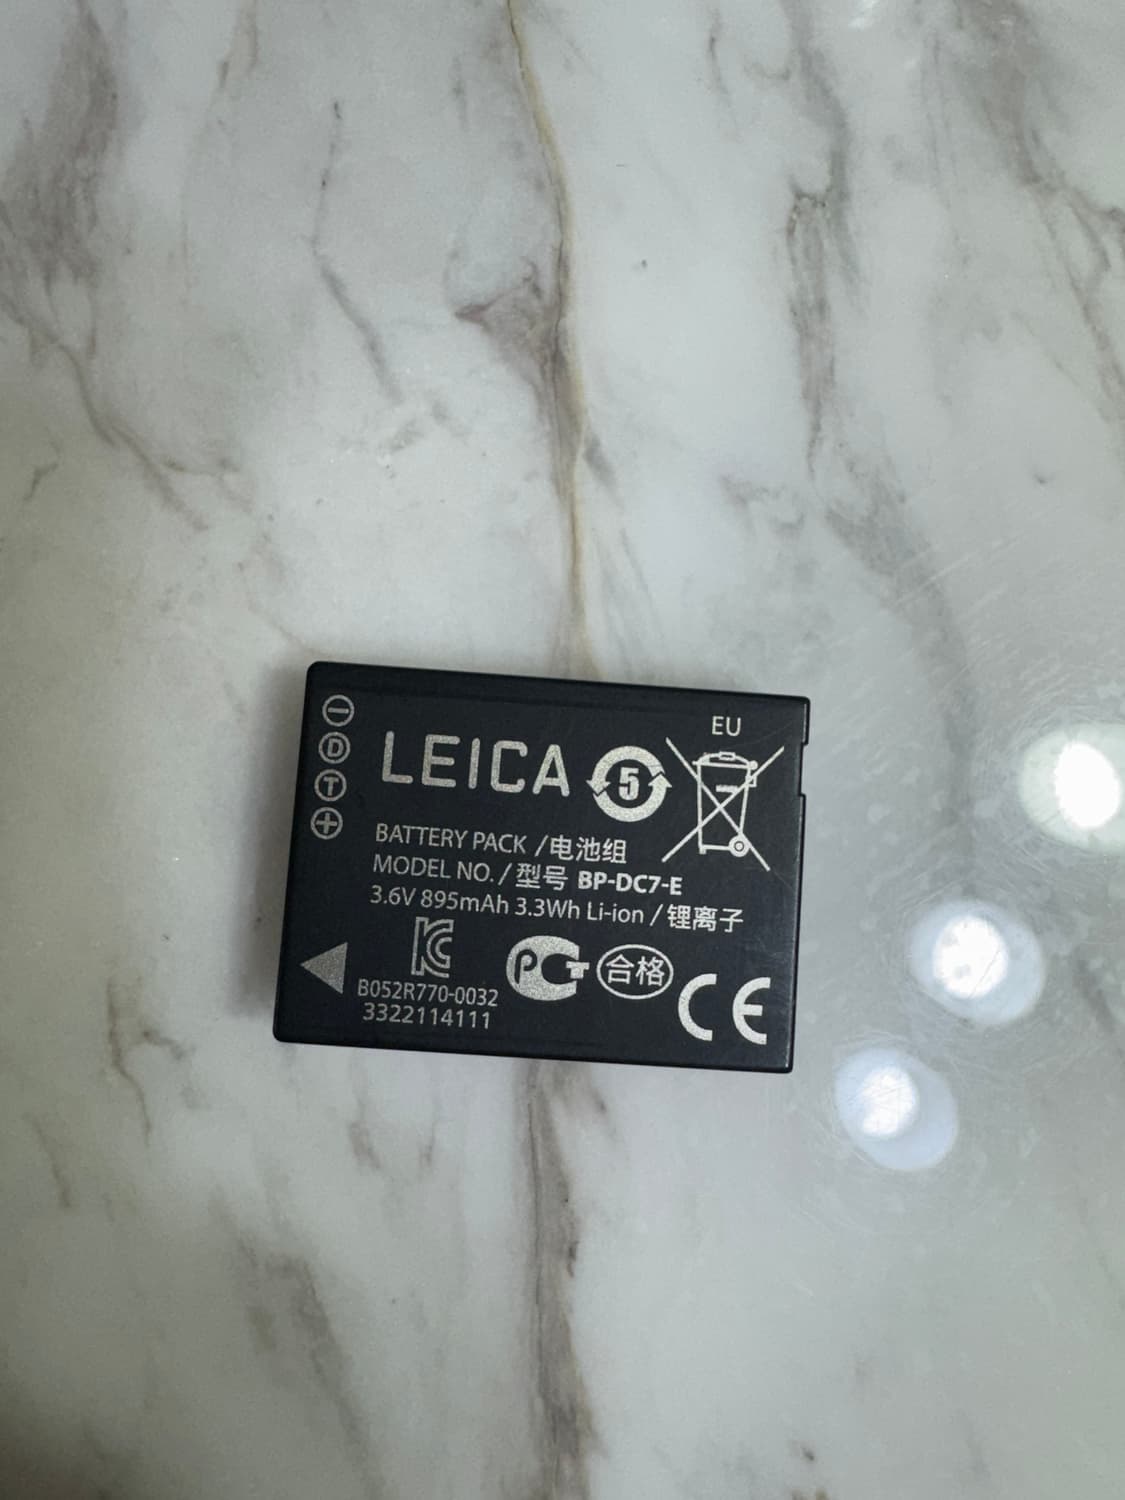 EU
LEICA 5
BATTERY PACK / 电池组
MODEL NO. / 型号 BP-DC7-E
3.6V 895mAh 3.3Wh Li-ion / 锂离子
D
T
合格
CE
B052R770-0032
3322114111